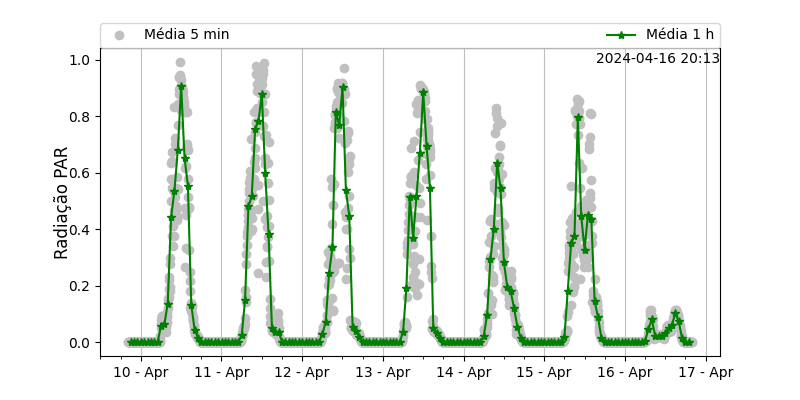 Média 5 min
Média 1 h
2024-04-16 20:13
Radiação PAR
1.0
0.8
0.6
0.4
0.2
0.0
10 - Apr
11 - Apr
12 - Apr
13 - Apr
14 - Apr
15 - Apr
16 - Apr
17 - Apr